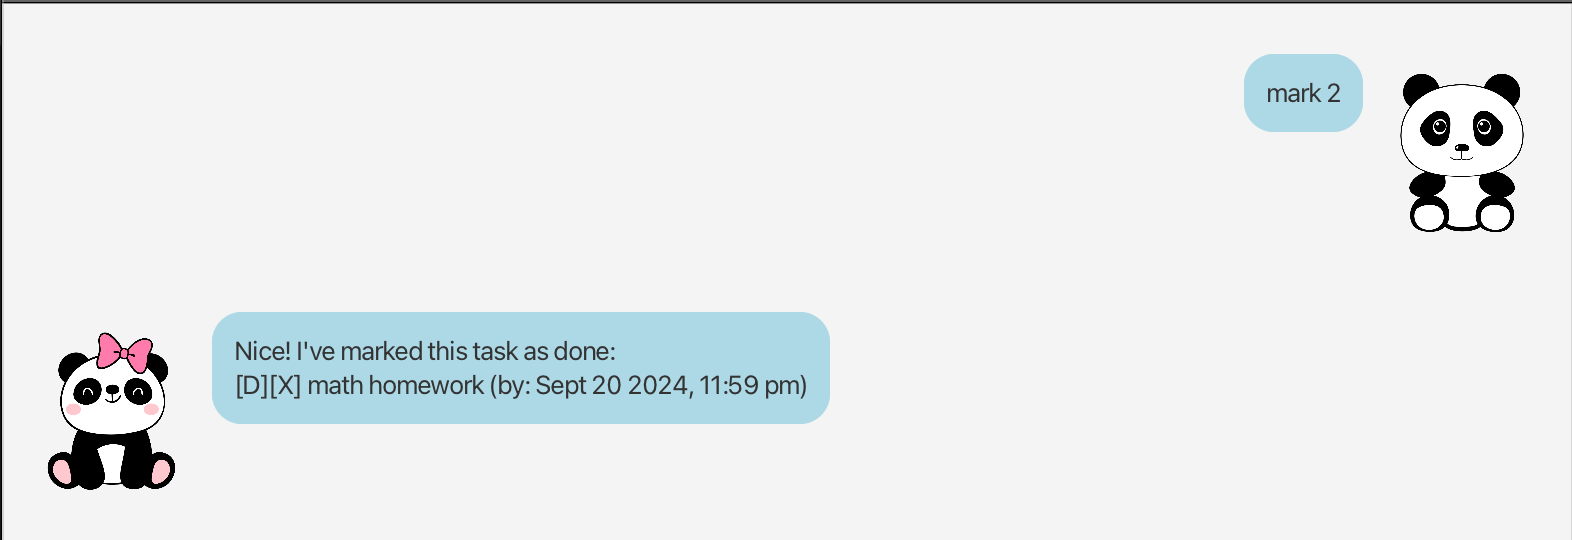 mark 2
Nice! I've marked this task as done:
[D][X] math homework (by: Sept 20 2024, 11:59 pm)